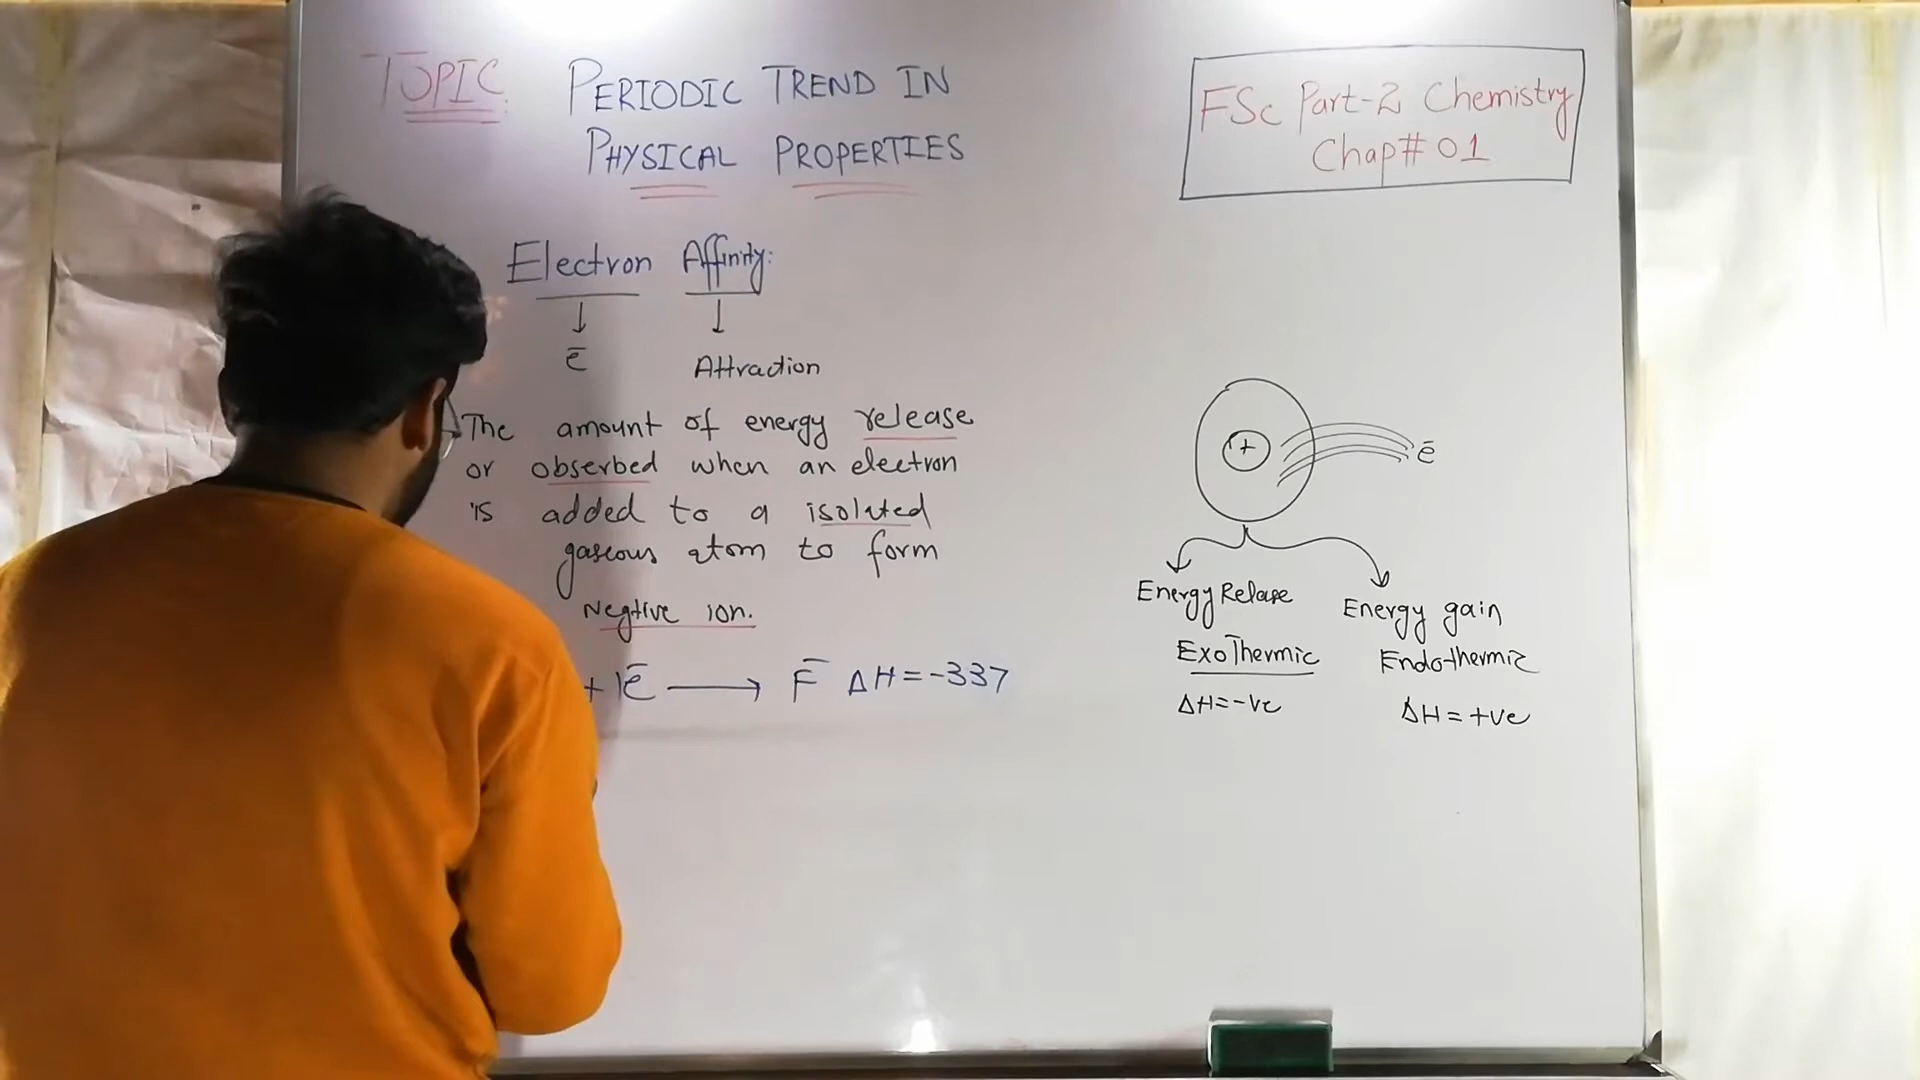 TOPIC: PERIODIC TREND IN
PHYSICAL PROPERTIES
FSc Part-2 Chemistry
Chap# 01
Electron Affinity:
↓ ↓
ē Attraction
The amount of energy release
or obserbed when an electron
is added to a isolated
gaseous atom to form
Negtive ion.
+ 1ē ⟶ F̄ ΔH=-337
(+) ē
Energy Relase
Energy gain
ExoThermic
Endothermic
ΔH=-ve
ΔH=+ve